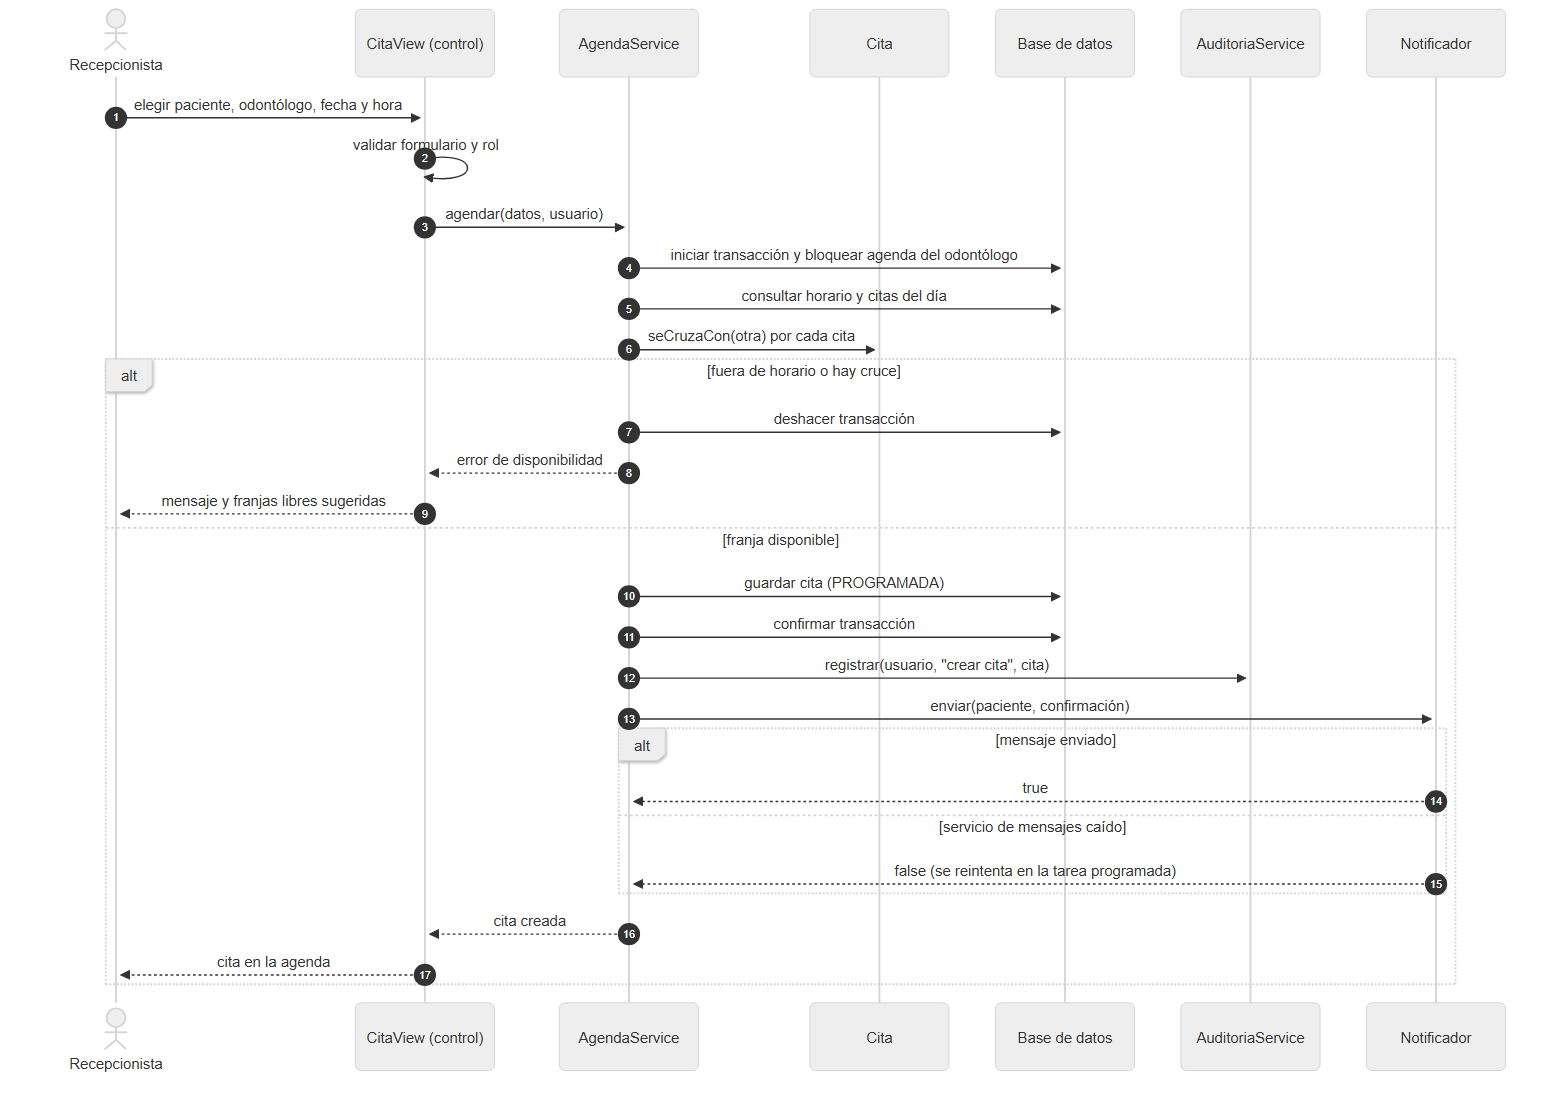 Recepcionista
CitaView (control)
AgendaService
Cita
Base de datos
AuditoriaService
Notificador
elegir paciente, odontólogo, fecha y hora
1
validar formulario y rol
2
agendar(datos, usuario)
3
iniciar transacción y bloquear agenda del odontólogo
4
consultar horario y citas del día
5
seCruzaCon(otra) por cada cita
6
alt
[fuera de horario o hay cruce]
deshacer transacción
7
error de disponibilidad
8
mensaje y franjas libres sugeridas
9
[franja disponible]
guardar cita (PROGRAMADA)
10
confirmar transacción
11
registrar(usuario, "crear cita", cita)
12
enviar(paciente, confirmación)
13
alt
[mensaje enviado]
true
14
[servicio de mensajes caído]
false (se reintenta en la tarea programada)
15
cita creada
16
cita en la agenda
17
Recepcionista
CitaView (control)
AgendaService
Cita
Base de datos
AuditoriaService
Notificador